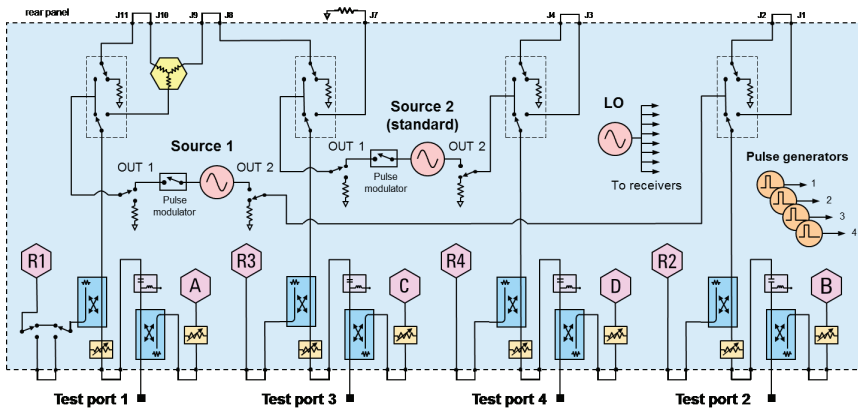 rear panel
J11
J10
J9
J8
J7
J4
J3
J2
J1
Source 1
OUT 1
OUT 2
Pulse
modulator
Source 2
(standard)
OUT 1
OUT 2
Pulse
modulator
LO
To receivers
Pulse generators
1
2
3
4
R1
A
R3
C
R4
D
R2
B
Test port 1
Test port 3
Test port 4
Test port 2